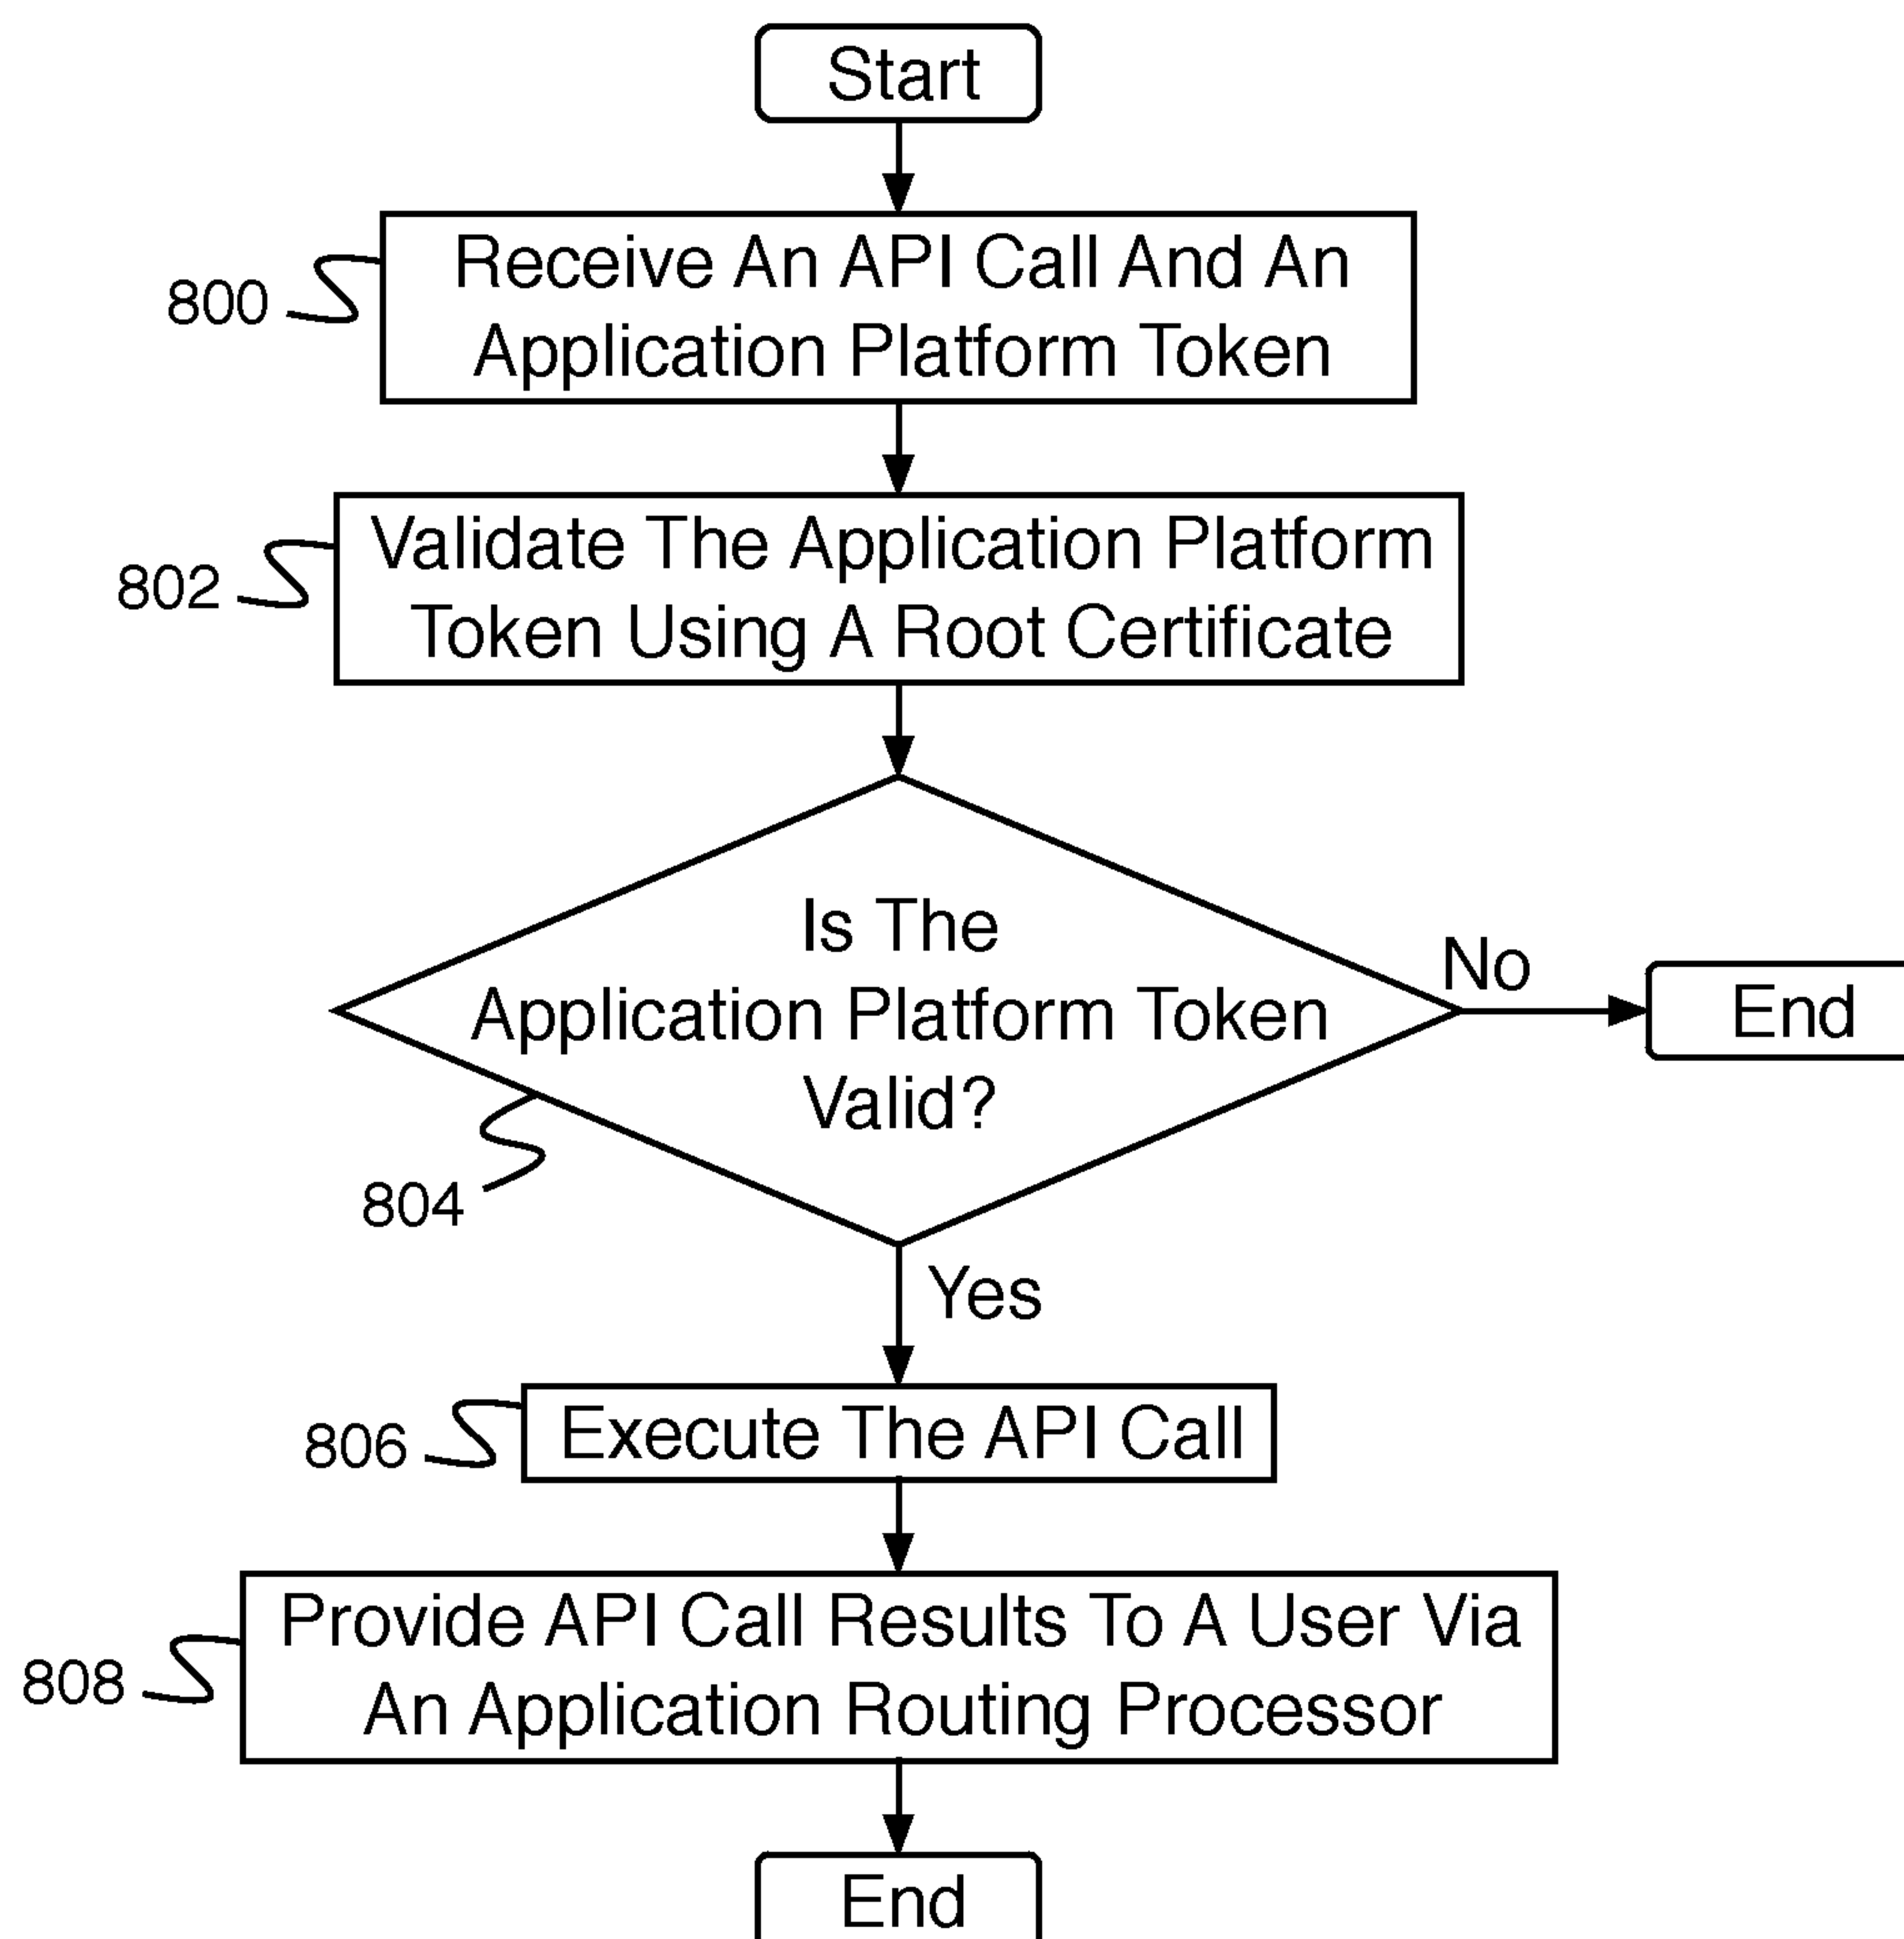 Start
800
Receive An API Call And An
Application Platform Token
802
Validate The Application Platform
Token Using A Root Certificate
Is The
Application Platform Token
Valid?
No
End
804
Yes
806
Execute The API Call
808
Provide API Call Results To A User Via
An Application Routing Processor
End